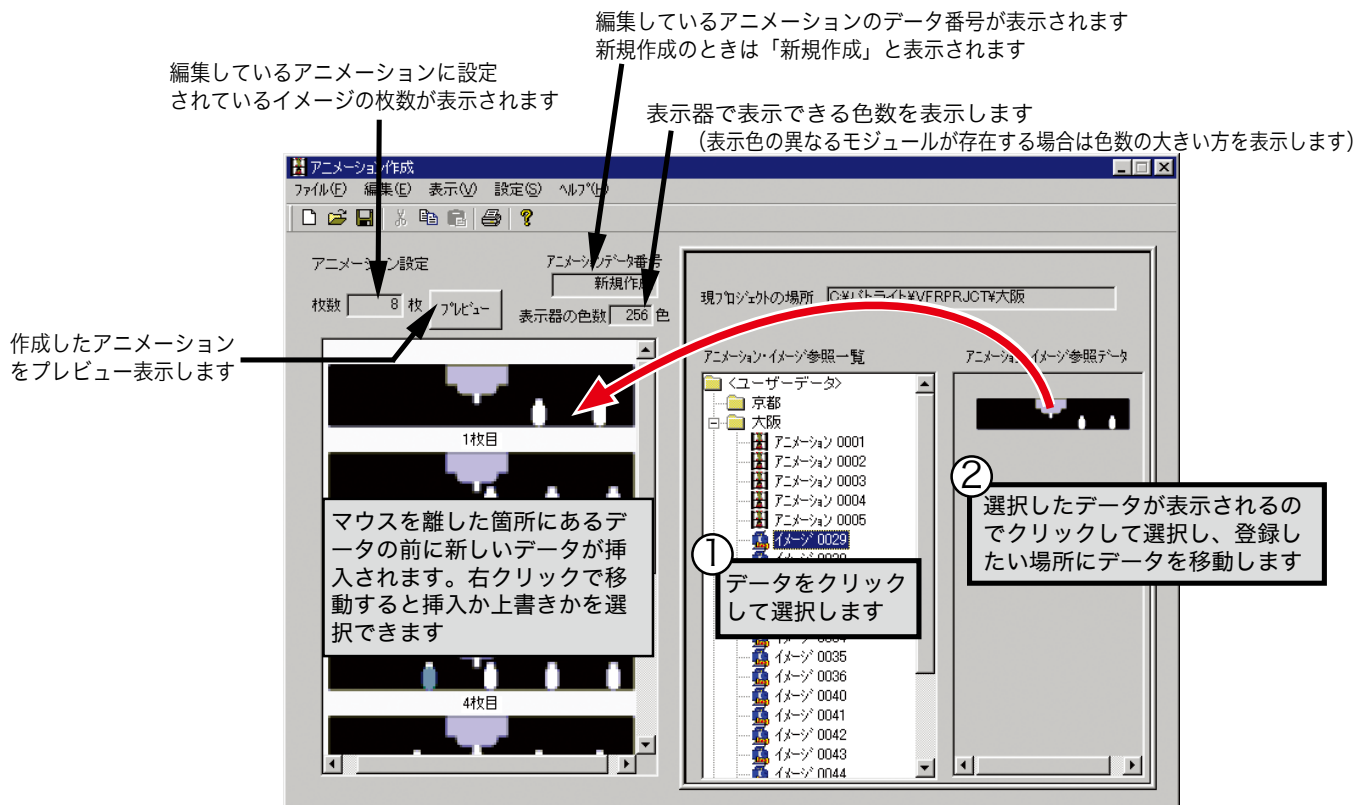 編集しているアニメーションのデータ番号が表示されます
新規作成のときは「新規作成」と表示されます
編集しているアニメーションに設定
されているイメージの枚数が表示されます
表示器で表示できる色数を表示します
（表示色の異なるモジュールが存在する場合は色数の大きい方を表示します）
アニメーション作成
ファイル(F) 編集(E) 表示(V) 設定(S) ヘルプ(H)
アニメーション設定
アニメーションデータ番号
新規作成
枚数 8 枚
プレビュー
表示器の色数 256 色
作成したアニメーション
をプレビュー表示します
1枚目
マウスを離した箇所にあるデ
ータの前に新しいデータが挿
入されます。右クリックで移
動すると挿入か上書きかを選
択できます
4枚目
現プロジェクトの場所 C:¥パトライト¥VFRPRJCT¥大阪
アニメーション・イメージ参照一覧
アニメーション・イメージ参照データ
<ユーザーデータ>
京都
大阪
アニメーション 0001
アニメーション 0002
アニメーション 0003
アニメーション 0004
アニメーション 0005
イメージ 0029
①
データをクリック
して選択します
②
選択したデータが表示されるの
でクリックして選択し、登録し
たい場所にデータを移動します
イメージ 0035
イメージ 0036
イメージ 0040
イメージ 0041
イメージ 0042
イメージ 0043
イメージ 0044